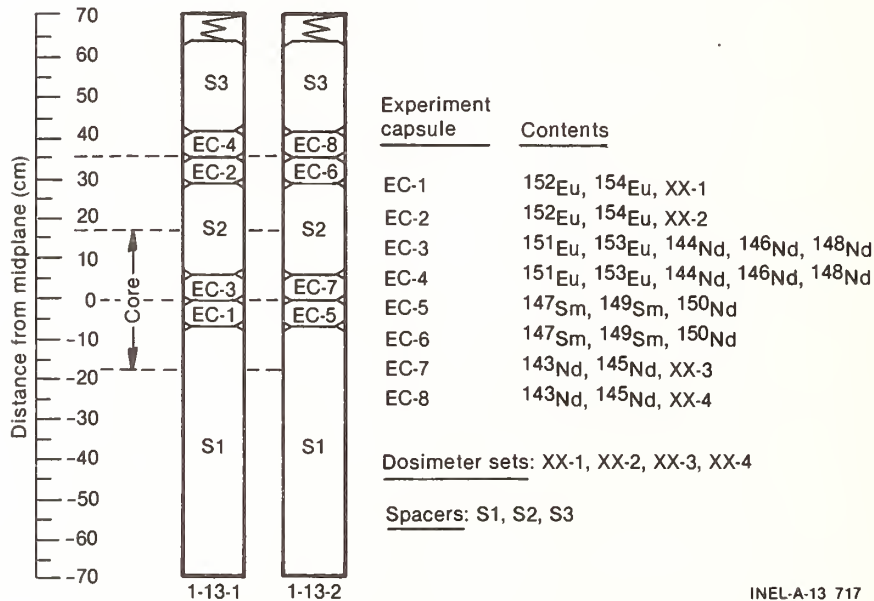 70
60
50
40
30
20
10
0
-10
-20
-30
-40
-50
-60
-70
Distance from midplane (cm)
Core
S3
EC-4
EC-2
S2
EC-3
EC-1
S1
1-13-1
S3
EC-8
EC-6
S2
EC-7
EC-5
S1
1-13-2
Experiment
capsule Contents
EC-1 ¹⁵²Eu, ¹⁵⁴Eu, XX-1
EC-2 ¹⁵²Eu, ¹⁵⁴Eu, XX-2
EC-3 ¹⁵¹Eu, ¹⁵³Eu, ¹⁴⁴Nd, ¹⁴⁶Nd, ¹⁴⁸Nd
EC-4 ¹⁵¹Eu, ¹⁵³Eu, ¹⁴⁴Nd, ¹⁴⁶Nd, ¹⁴⁸Nd
EC-5 ¹⁴⁷Sm, ¹⁴⁹Sm, ¹⁵⁰Nd
EC-6 ¹⁴⁷Sm, ¹⁴⁹Sm, ¹⁵⁰Nd
EC-7 ¹⁴³Nd, ¹⁴⁵Nd, XX-3
EC-8 ¹⁴³Nd, ¹⁴⁵Nd, XX-4
Dosimeter sets: XX-1, XX-2, XX-3, XX-4
Spacers: S1, S2, S3
INEL-A-13 717